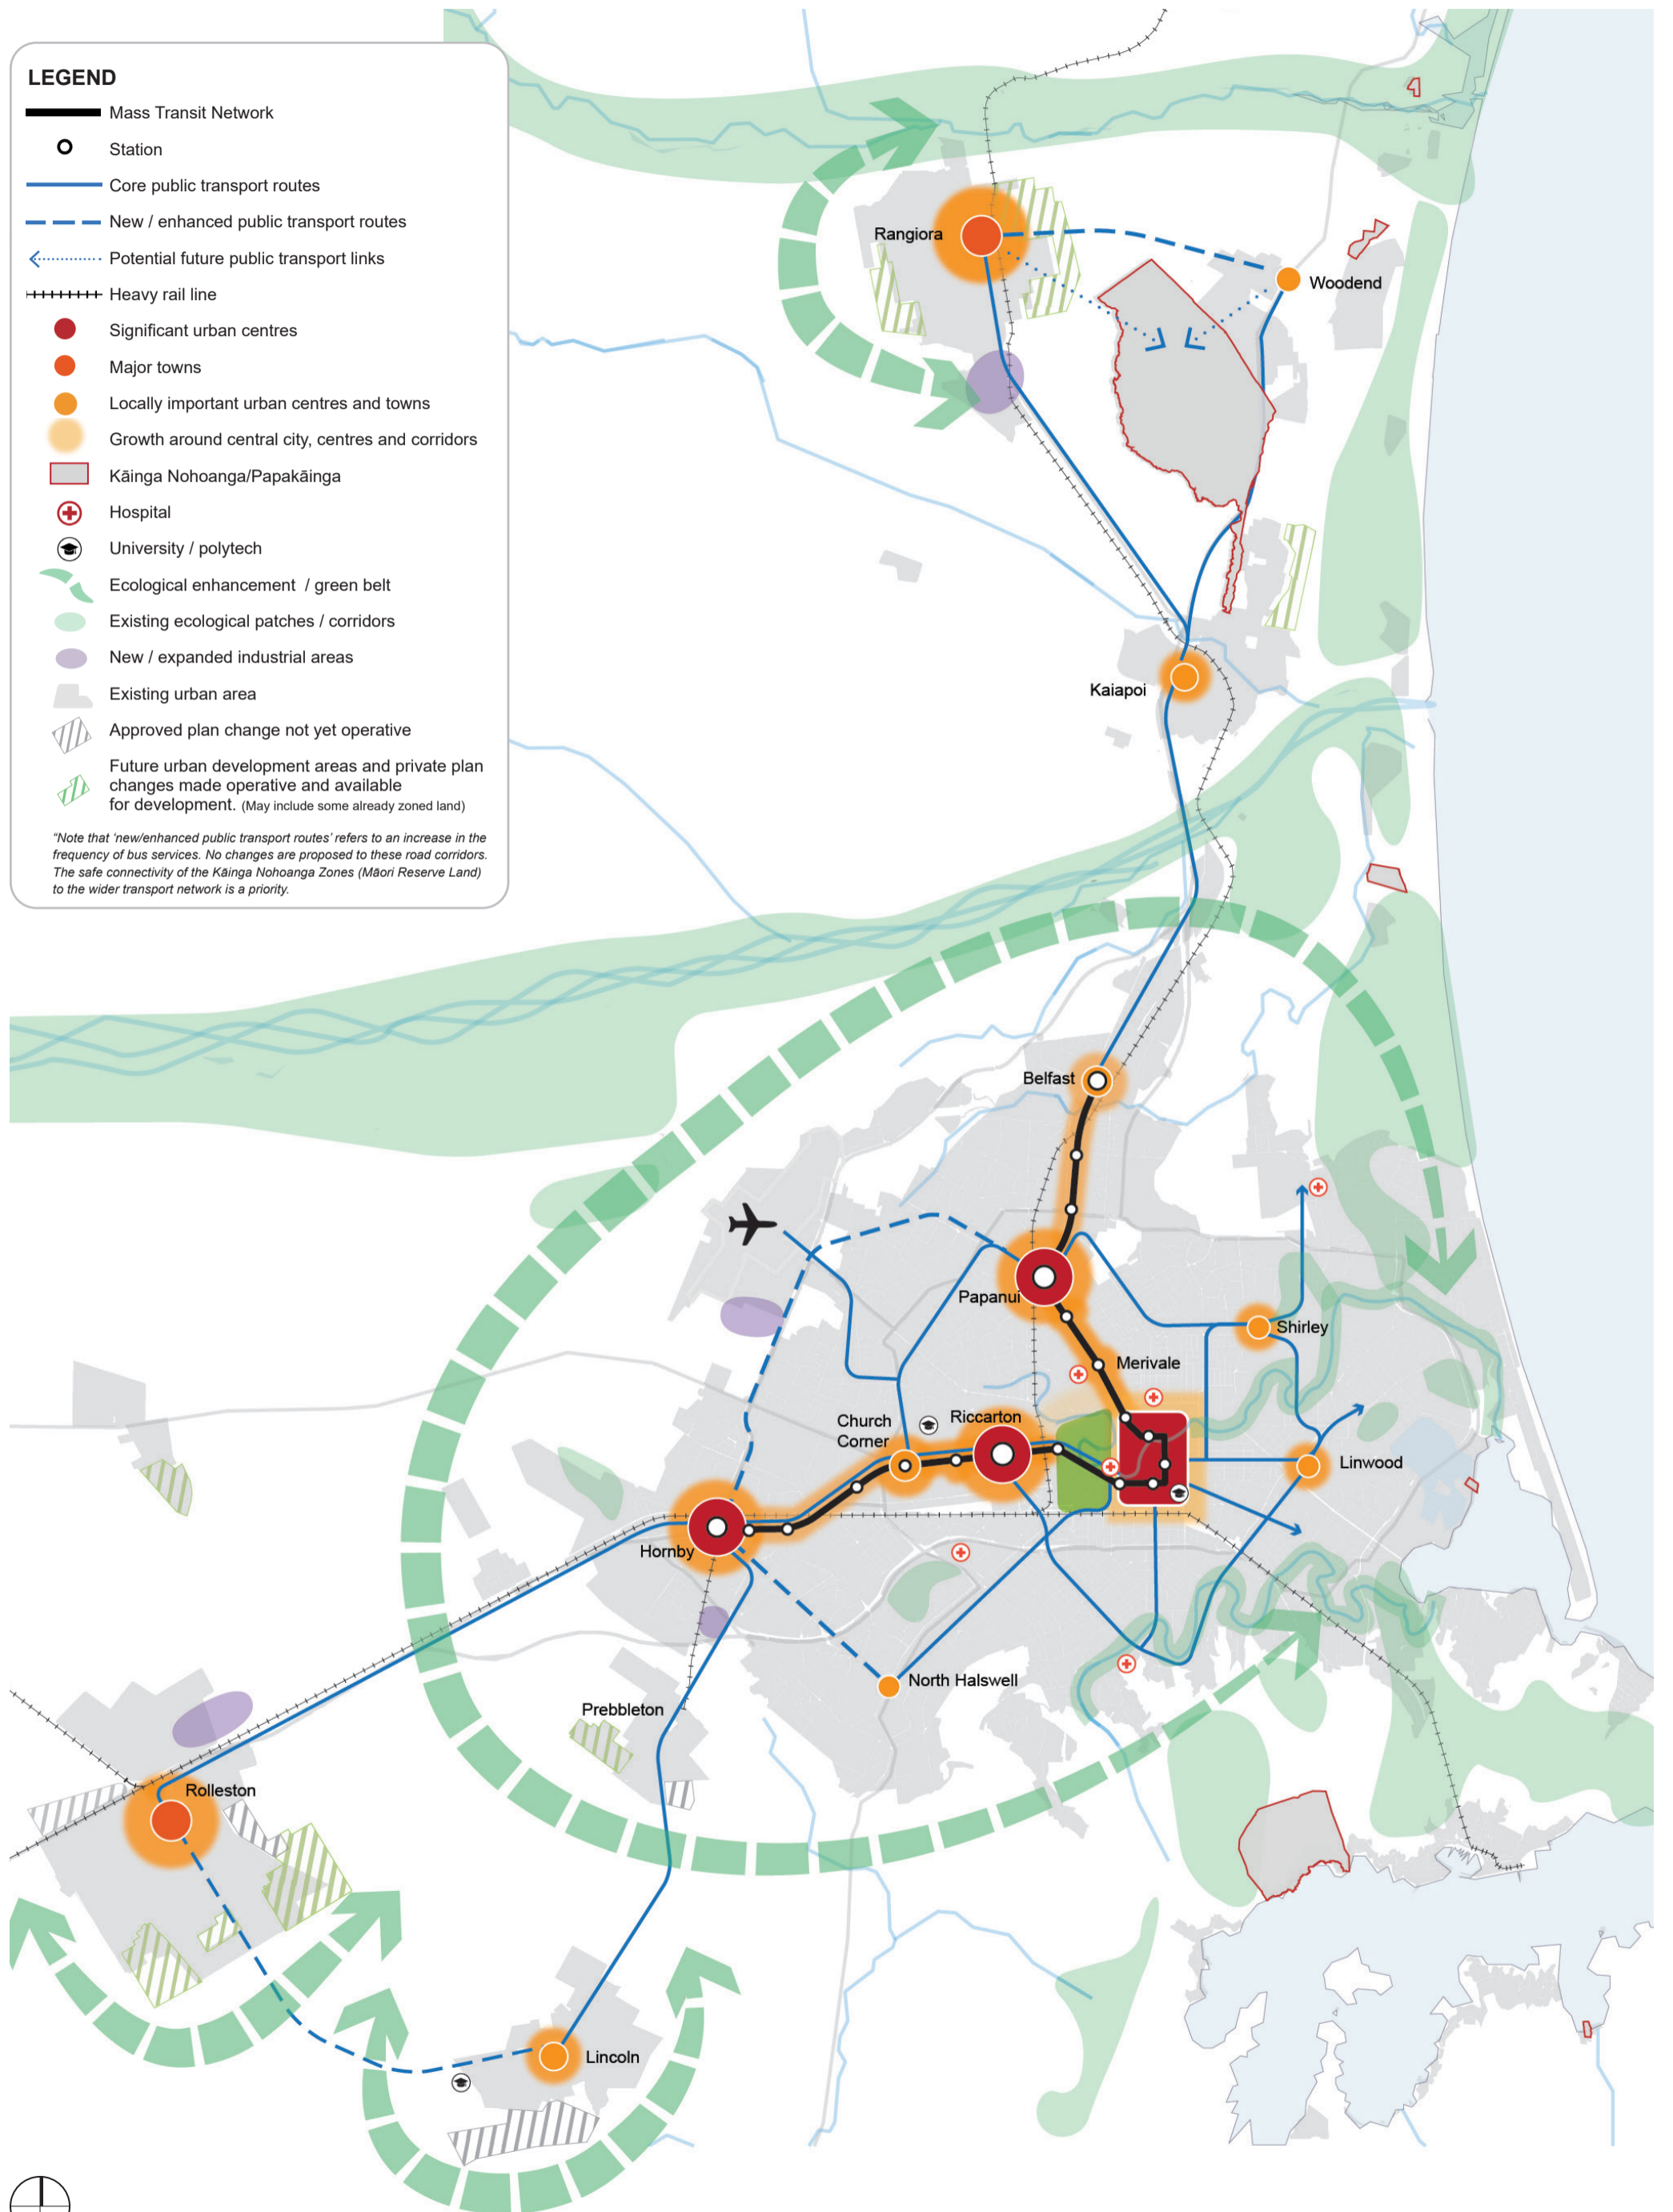 LEGEND
Mass Transit Network
Station
Core public transport routes
New / enhanced public transport routes
Potential future public transport links
Heavy rail line
Significant urban centres
Major towns
Locally important urban centres and towns
Growth around central city, centres and corridors
Kāinga Nohoanga/Papakāinga
Hospital
University / polytech
Ecological enhancement / green belt
Existing ecological patches / corridors
New / expanded industrial areas
Existing urban area
Approved plan change not yet operative
Future urban development areas and private plan
changes made operative and available
for development. (May include some already zoned land)
"Note that 'new/enhanced public transport routes' refers to an increase in the
frequency of bus services. No changes are proposed to these road corridors.
The safe connectivity of the Kāinga Nohoanga Zones (Māori Reserve Land)
to the wider transport network is a priority.
Rangiora
Woodend
Kaiapoi
Belfast
Papanui
Shirley
Merivale
Church
Corner
Riccarton
Linwood
Hornby
North Halswell
Prebbleton
Rolleston
Lincoln